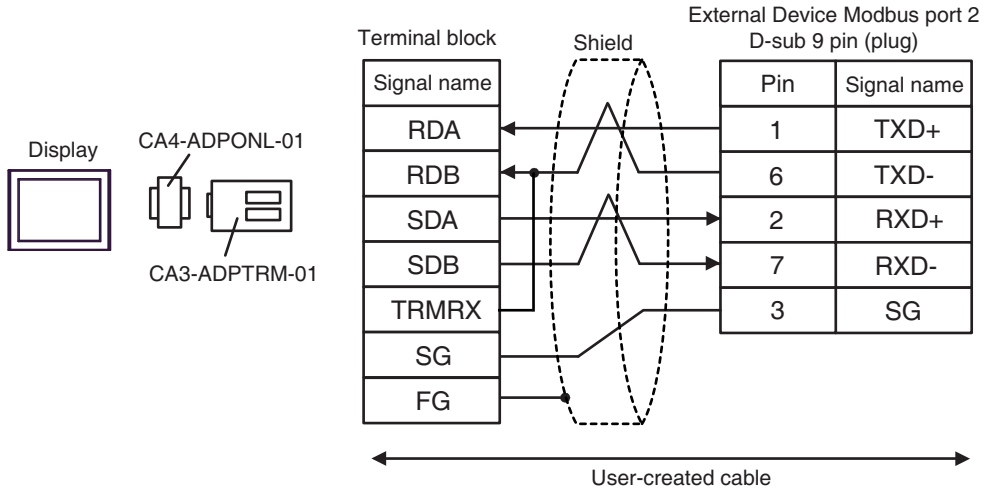 External Device Modbus port 2
D-sub 9 pin (plug)
Terminal block
Shield
Signal name
RDA
RDB
SDA
SDB
TRMRX
SG
FG
Pin Signal name
1 TXD+
6 TXD-
2 RXD+
7 RXD-
3 SG
Display
CA4-ADPONL-01
CA3-ADPTRM-01
User-created cable